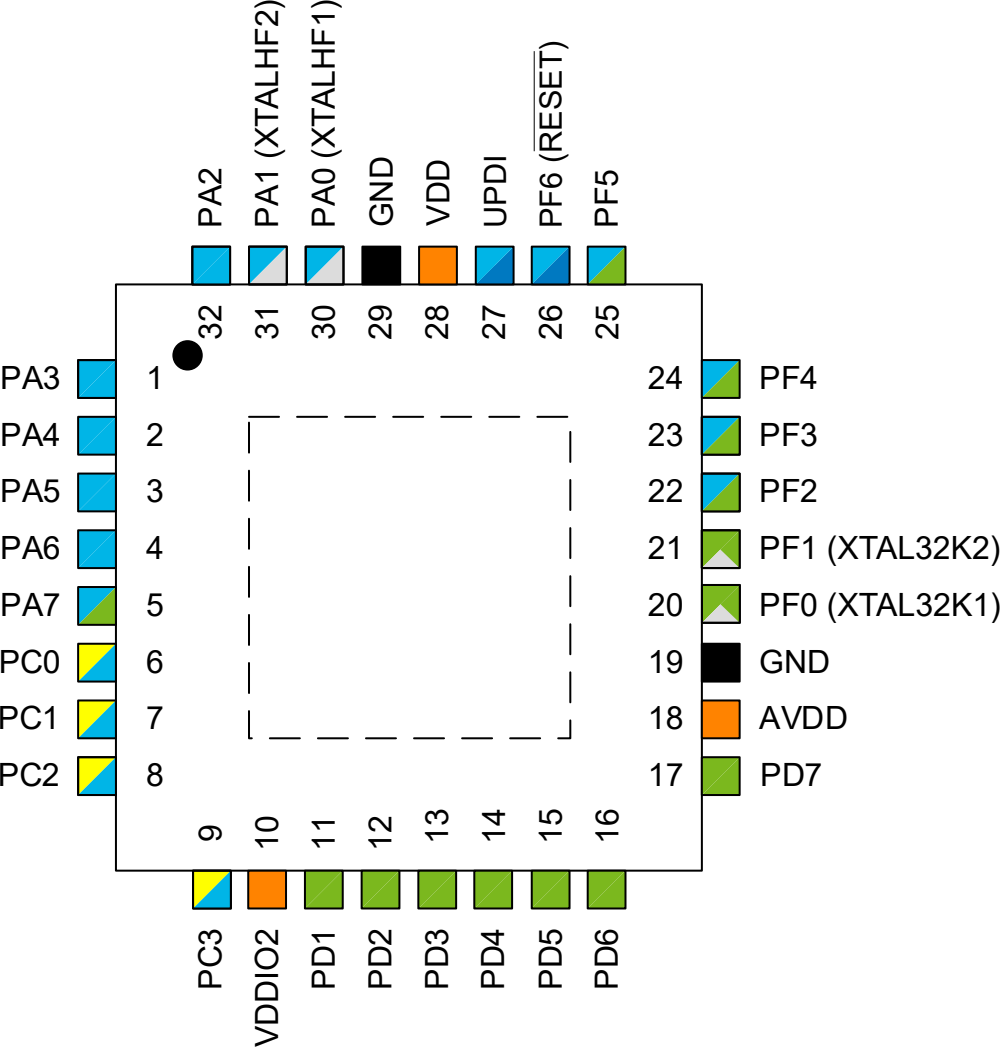 PA2
PA1 (XTALHF2)
PA0 (XTALHF1)
GND
VDD
UPDI
PF6 (RESET)
PF5
32
31
30
29
28
27
26
25
PA3 1
PA4 2
PA5 3
PA6 4
PA7 5
PC0 6
PC1 7
PC2 8
24 PF4
23 PF3
22 PF2
21 PF1 (XTAL32K2)
20 PF0 (XTAL32K1)
19 GND
18 AVDD
17 PD7
9
10
11
12
13
14
15
16
PC3
VDDIO2
PD1
PD2
PD3
PD4
PD5
PD6